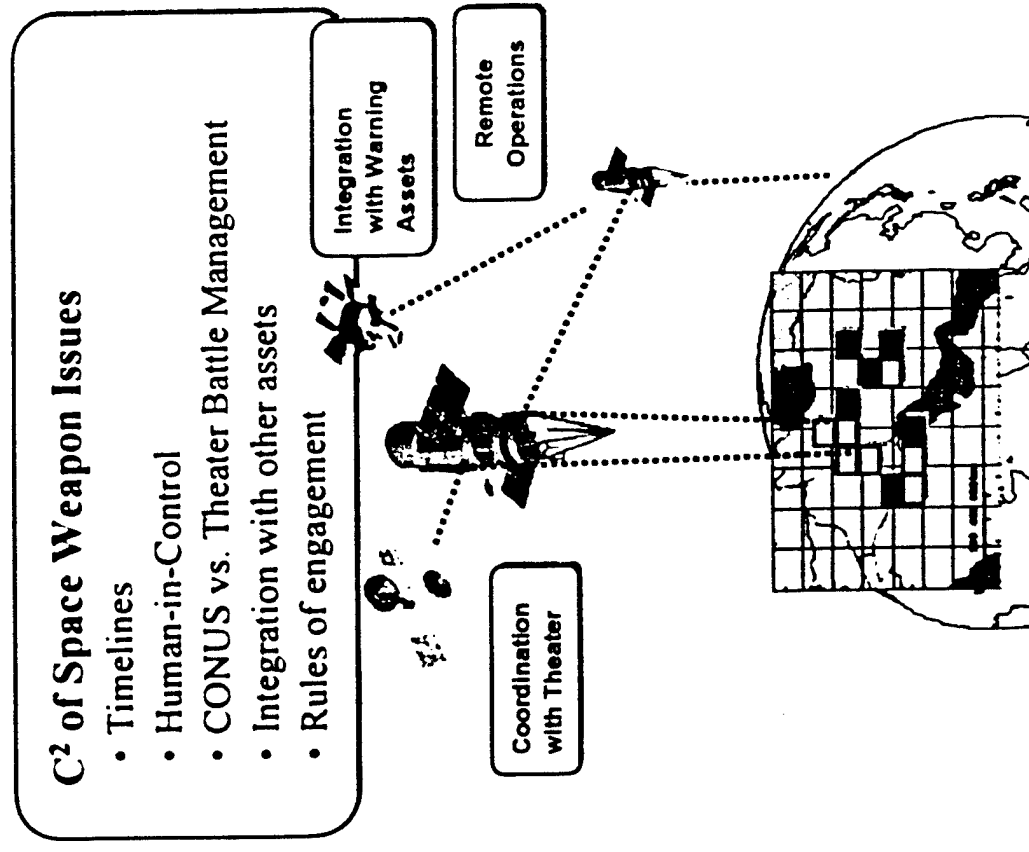 C² of Space Weapon Issues
• Timelines
• Human-in-Control
• CONUS vs. Theater Battle Management
• Integration with other assets
• Rules of engagement
Integration
with Warning
Assets
Remote
Operations
Coordination
with Theater